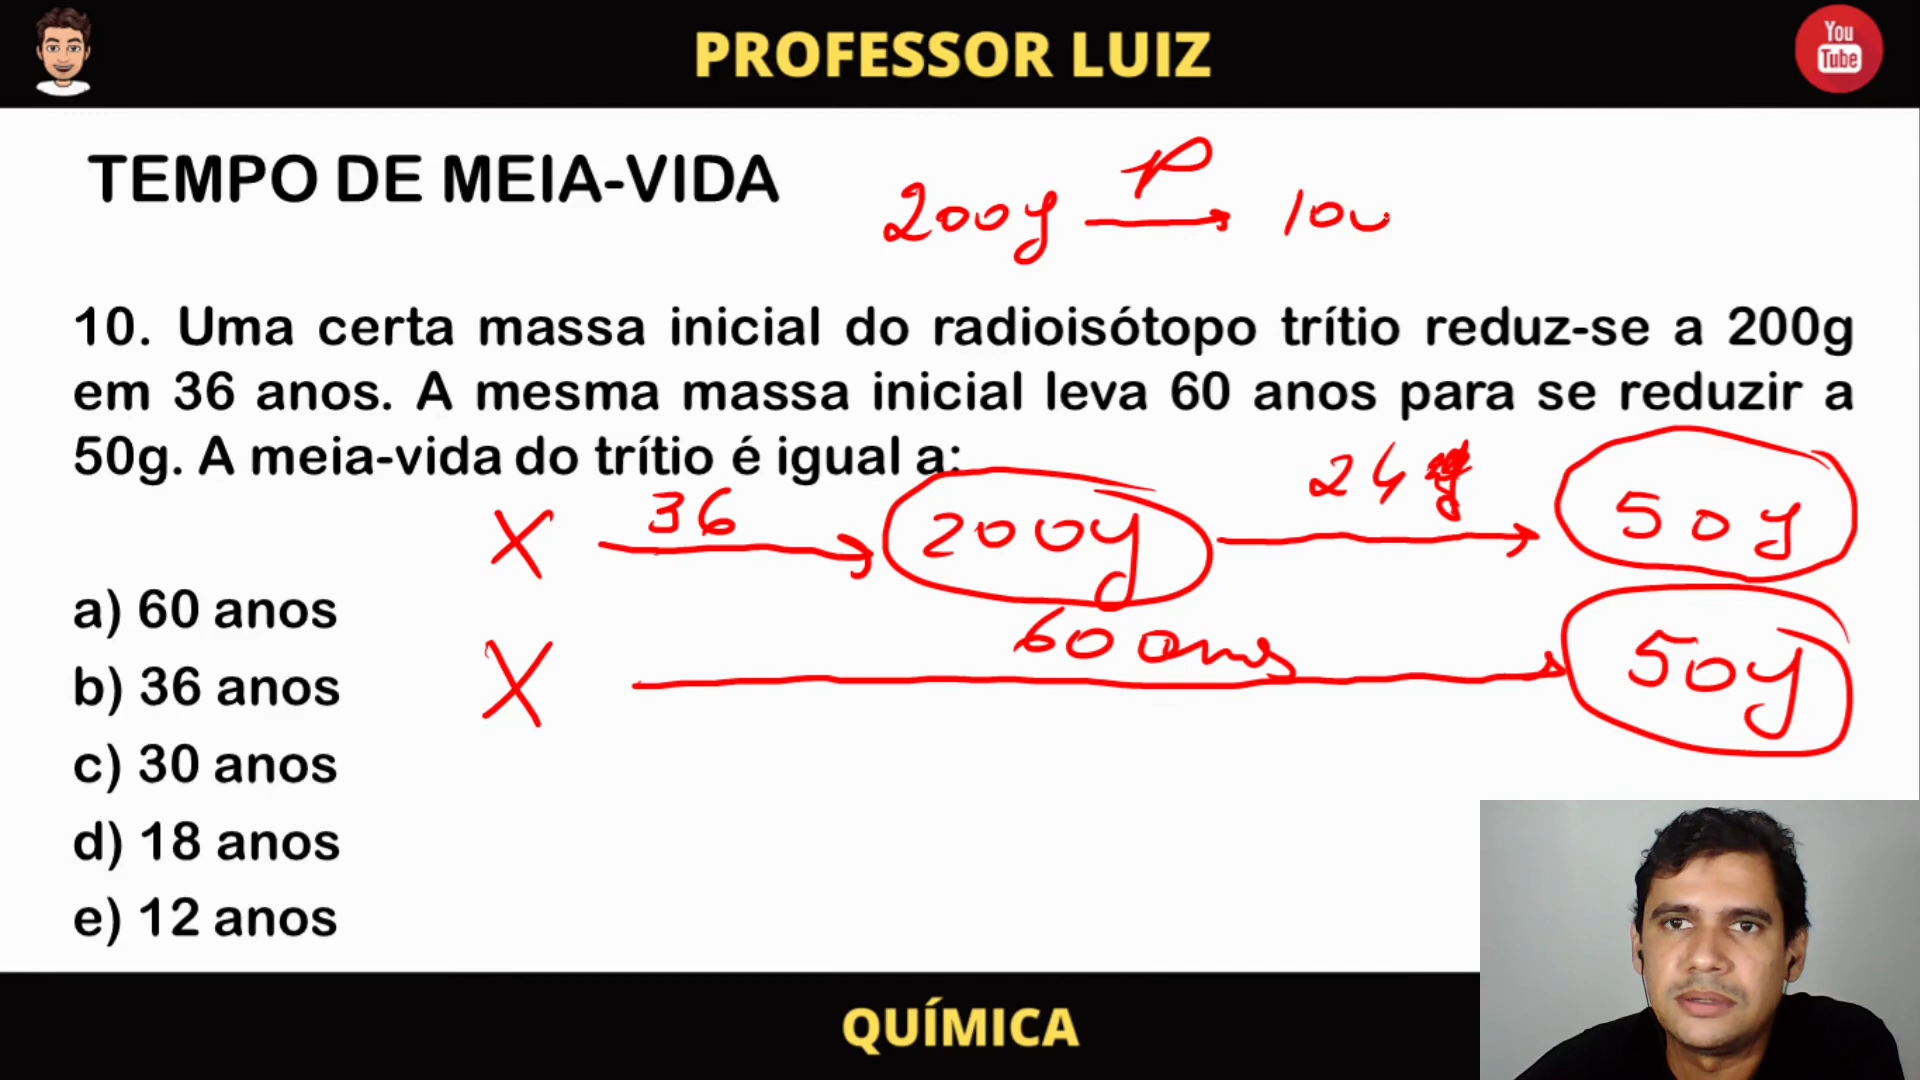 PROFESSOR LUIZ
You
Tube
TEMPO DE MEIA-VIDA
200g P 100
10. Uma certa massa inicial do radioisótopo trítio reduz-se a 200g
em 36 anos. A mesma massa inicial leva 60 anos para se reduzir a
50g. A meia-vida do trítio é igual a:
X 36 200g 24 50g
X 60 anos 50g
a) 60 anos
b) 36 anos
c) 30 anos
d) 18 anos
e) 12 anos
QUÍMICA